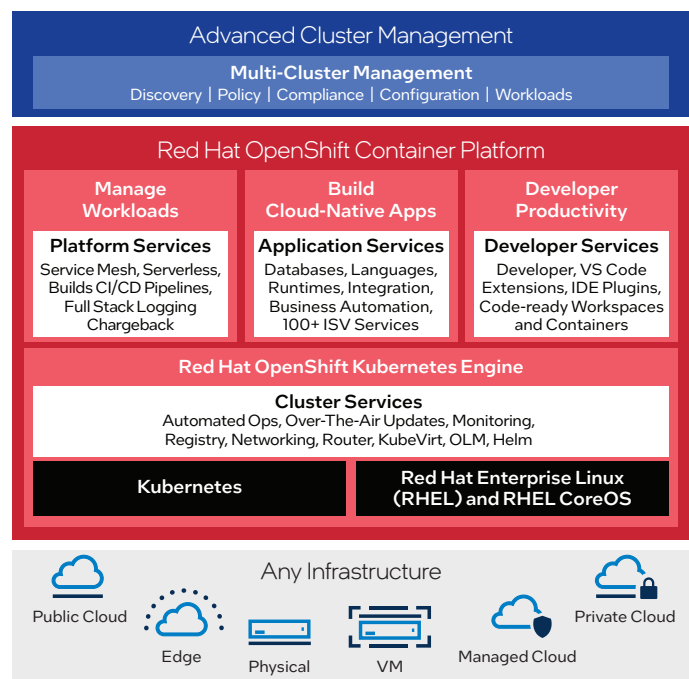 Advanced Cluster Management
Multi-Cluster Management
Discovery | Policy | Compliance | Configuration | Workloads
Red Hat OpenShift Container Platform
Manage
Workloads
Platform Services
Service Mesh, Serverless,
Builds CI/CD Pipelines,
Full Stack Logging
Chargeback
Build
Cloud-Native Apps
Application Services
Databases, Languages,
Runtimes, Integration,
Business Automation,
100+ ISV Services
Developer
Productivity
Developer Services
Developer, VS Code
Extensions, IDE Plugins,
Code-ready Workspaces
and Containers
Red Hat OpenShift Kubernetes Engine
Cluster Services
Automated Ops, Over-The-Air Updates, Monitoring,
Registry, Networking, Router, KubeVirt, OLM, Helm
Kubernetes
Red Hat Enterprise Linux
(RHEL) and RHEL CoreOS
Any Infrastructure
Public Cloud
Edge
Physical
VM
Managed Cloud
Private Cloud